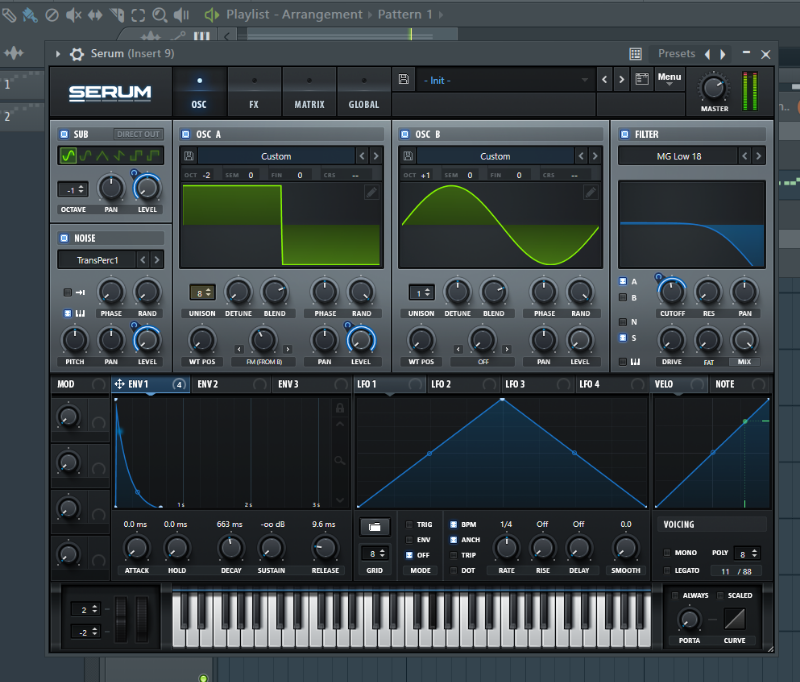 Playlist - Arrangement › Pattern 1 ›
Serum (Insert 9)
Presets
1
2
SERUM
OSC
FX
MATRIX
GLOBAL
- Init -
Menu
MASTER
SUB
DIRECT OUT
-1
OCTAVE
PAN
LEVEL
NOISE
TransPerc1
PHASE
RAND
PITCH
PAN
LEVEL
OSC A
Custom
OCT -2 SEM 0 FIN 0 CRS --
8
UNISON
DETUNE
BLEND
PHASE
RAND
WT POS
FM (FROM B)
PAN
LEVEL
OSC B
Custom
OCT +1 SEM 0 FIN 0 CRS --
1
UNISON
DETUNE
BLEND
PHASE
RAND
WT POS
OFF
PAN
LEVEL
FILTER
MG Low 18
A
B
N
S
CUTOFF
RES
PAN
DRIVE
FAT
MIX
MOD
ENV 1
4
ENV 2
ENV 3
LFO 1
LFO 2
LFO 3
LFO 4
VELO
NOTE
1s
2s
3s
0.0 ms
0.0 ms
663 ms
-oo dB
9.6 ms
ATTACK
HOLD
DECAY
SUSTAIN
RELEASE
8
GRID
TRIG
ENV
OFF
MODE
BPM
ANCH
TRIP
DOT
1/4
Off
Off
0.0
RATE
RISE
DELAY
SMOOTH
VOICING
MONO
POLY
8
LEGATO
11 / 88
2
-2
ALWAYS
SCALED
PORTA
CURVE